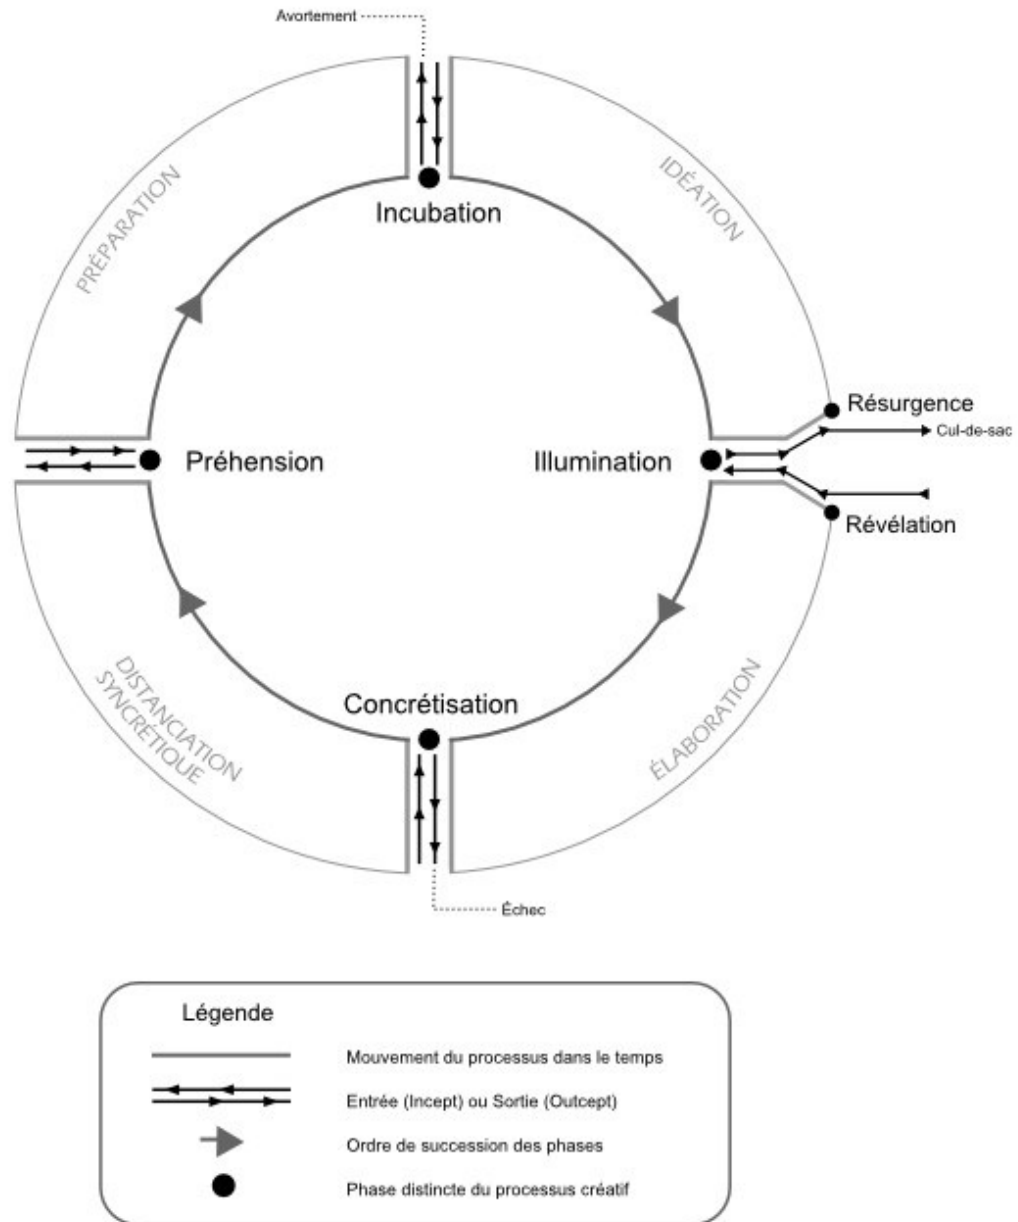 Avortement
PRÉPARATION
IDÉATION
Incubation
Résurgence
Cul-de-sac
Préhension
Illumination
Révélation
Concrétisation
DISTANCIATION
SYNCRÉTIQUE
ÉLABORATION
Échec
Légende
Mouvement du processus dans le temps
Entrée (Incept) ou Sortie (Outcept)
Ordre de succession des phases
Phase distincte du processus créatif